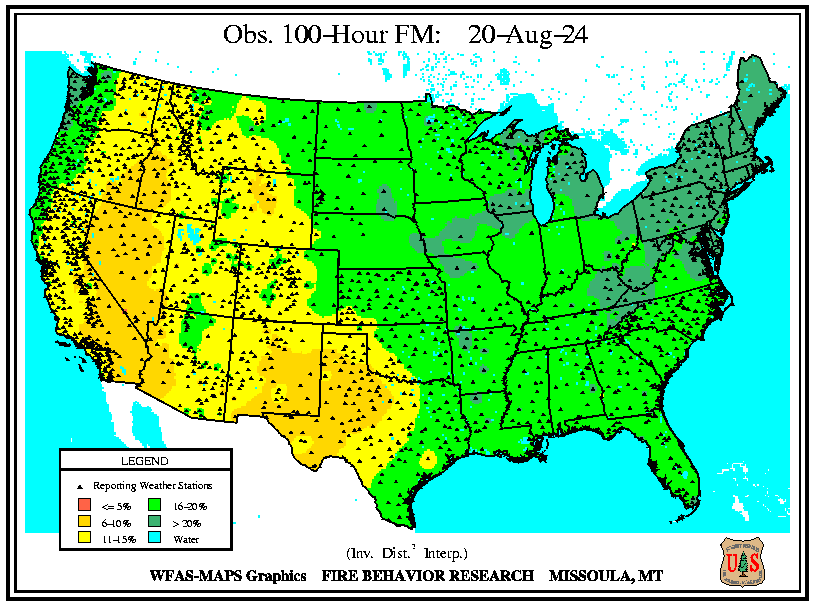 Obs. 100-Hour FM: 20-Aug-24
LEGEND
Reporting Weather Stations
<= 5% 16-20%
6-10% > 20%
11-15% Water
(Inv. Dist.² Interp.)
WFAS-MAPS Graphics FIRE BEHAVIOR RESEARCH MISSOULA, MT
U S